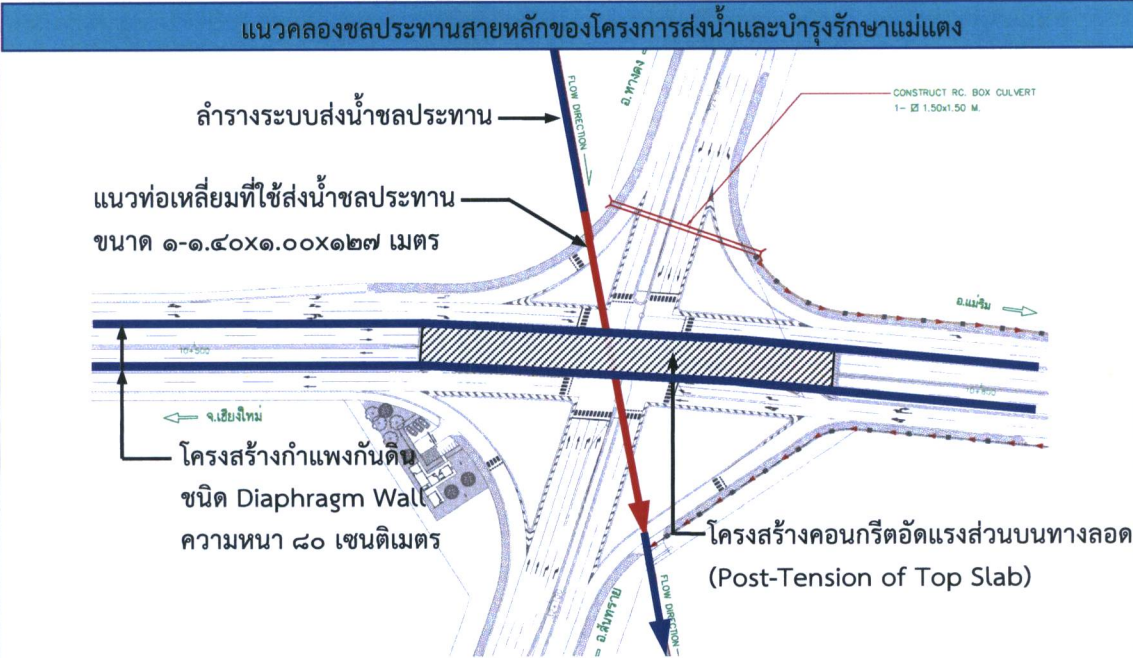 แนวคลองชลประทานสายหลักของโครงการส่งน้ำและบำรุงรักษาแม่แตง
FLOW DIRECTION
อ.หางดง
CONSTRUCT RC. BOX CULVERT
1- 1.50x1.50 M.
ลำรางระบบส่งน้ำชลประทาน
แนวท่อเหลี่ยมที่ใช้ส่งน้ำชลประทาน
ขนาด ๑-๑.๔๐x๑.๐๐x๑๒๗ เมตร
อ.แม่ริม
10+500
10+600
จ.เชียงใหม่
โครงสร้างกำแพงกันดิน
ชนิด Diaphragm Wall
ความหนา ๘๐ เซนติเมตร
โครงสร้างคอนกรีตอัดแรงส่วนบนทางลอด
(Post-Tension of Top Slab)
อ.สันทราย
FLOW DIRECTION